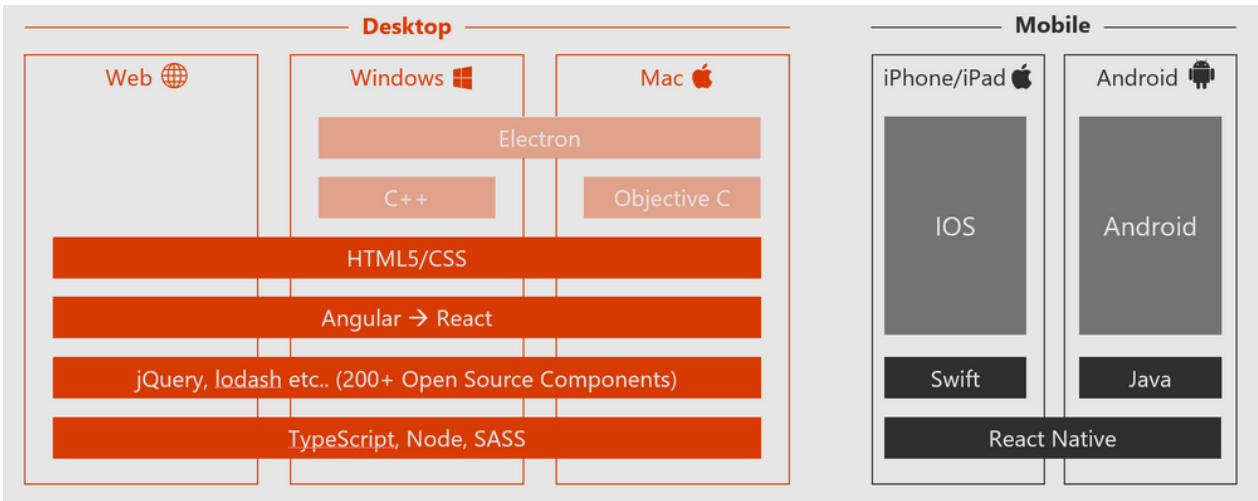 Desktop
Web
Windows
Mac
Electron
C++
Objective C
HTML5/CSS
Angular → React
jQuery, lodash etc.. (200+ Open Source Components)
TypeScript, Node, SASS
Mobile
iPhone/iPad
Android
IOS
Android
Swift
Java
React Native